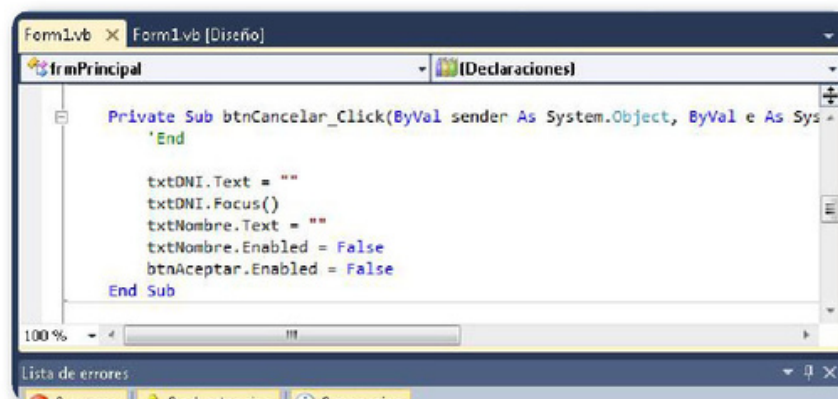 Form1.vb Form1.vb [Diseño]
frmPrincipal (Declaraciones)
Private Sub btnCancelar_Click(ByVal sender As System.Object, ByVal e As Sys
'End
txtDNI.Text = ""
txtDNI.Focus()
txtNombre.Text = ""
txtNombre.Enabled = False
btnAceptar.Enabled = False
End Sub
100 %
Lista de errores